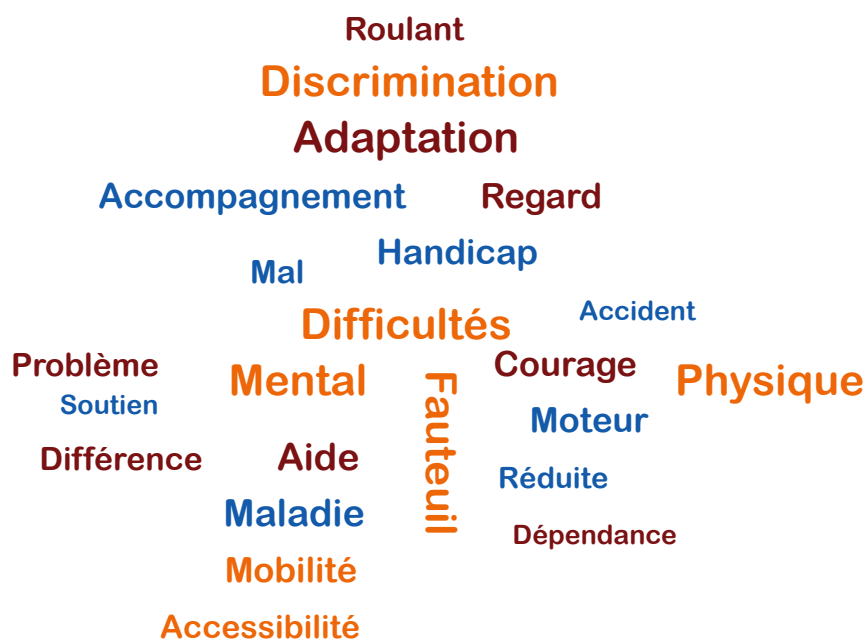 Roulant
Discrimination
Adaptation
Accompagnement
Regard
Handicap
Mal
Accident
Difficultés
Problème
Mental
Courage
Physique
Soutien
Fauteuil
Moteur
Différence
Aide
Réduite
Maladie
Dépendance
Mobilité
Accessibilité